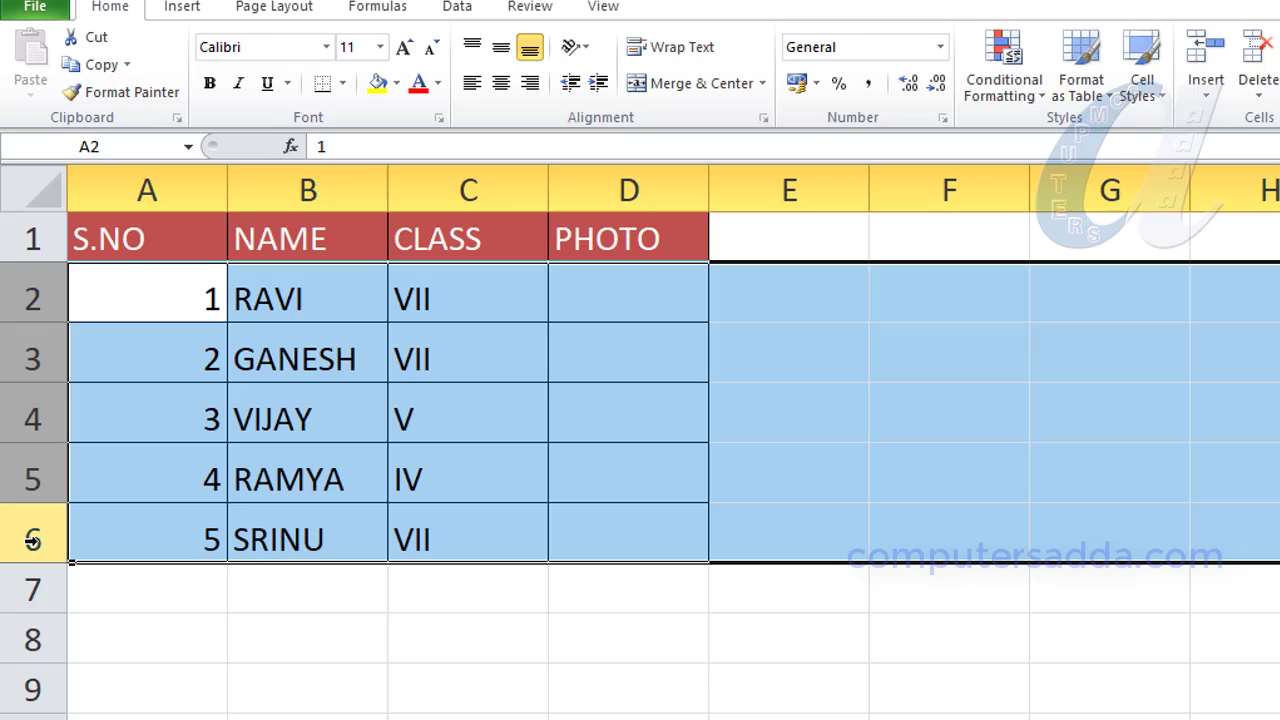 File Home Insert Page Layout Formulas Data Review View
Paste
Cut
Copy
Format Painter
Clipboard
Calibri 11 A A
B I U A
Font
Wrap Text
Merge & Center
Alignment
General
% ,
Number
Conditional Formatting
Format as Table
Cell Styles
Styles
Insert
Delete
Cells
COMPUTERS
adda
A2 fx 1
A B C D E F G H
1 S.NO NAME CLASS PHOTO
2 1 RAVI VII
3 2 GANESH VII
4 3 VIJAY V
5 4 RAMYA IV
6 5 SRINU VII
computersadda.com
7
8
9